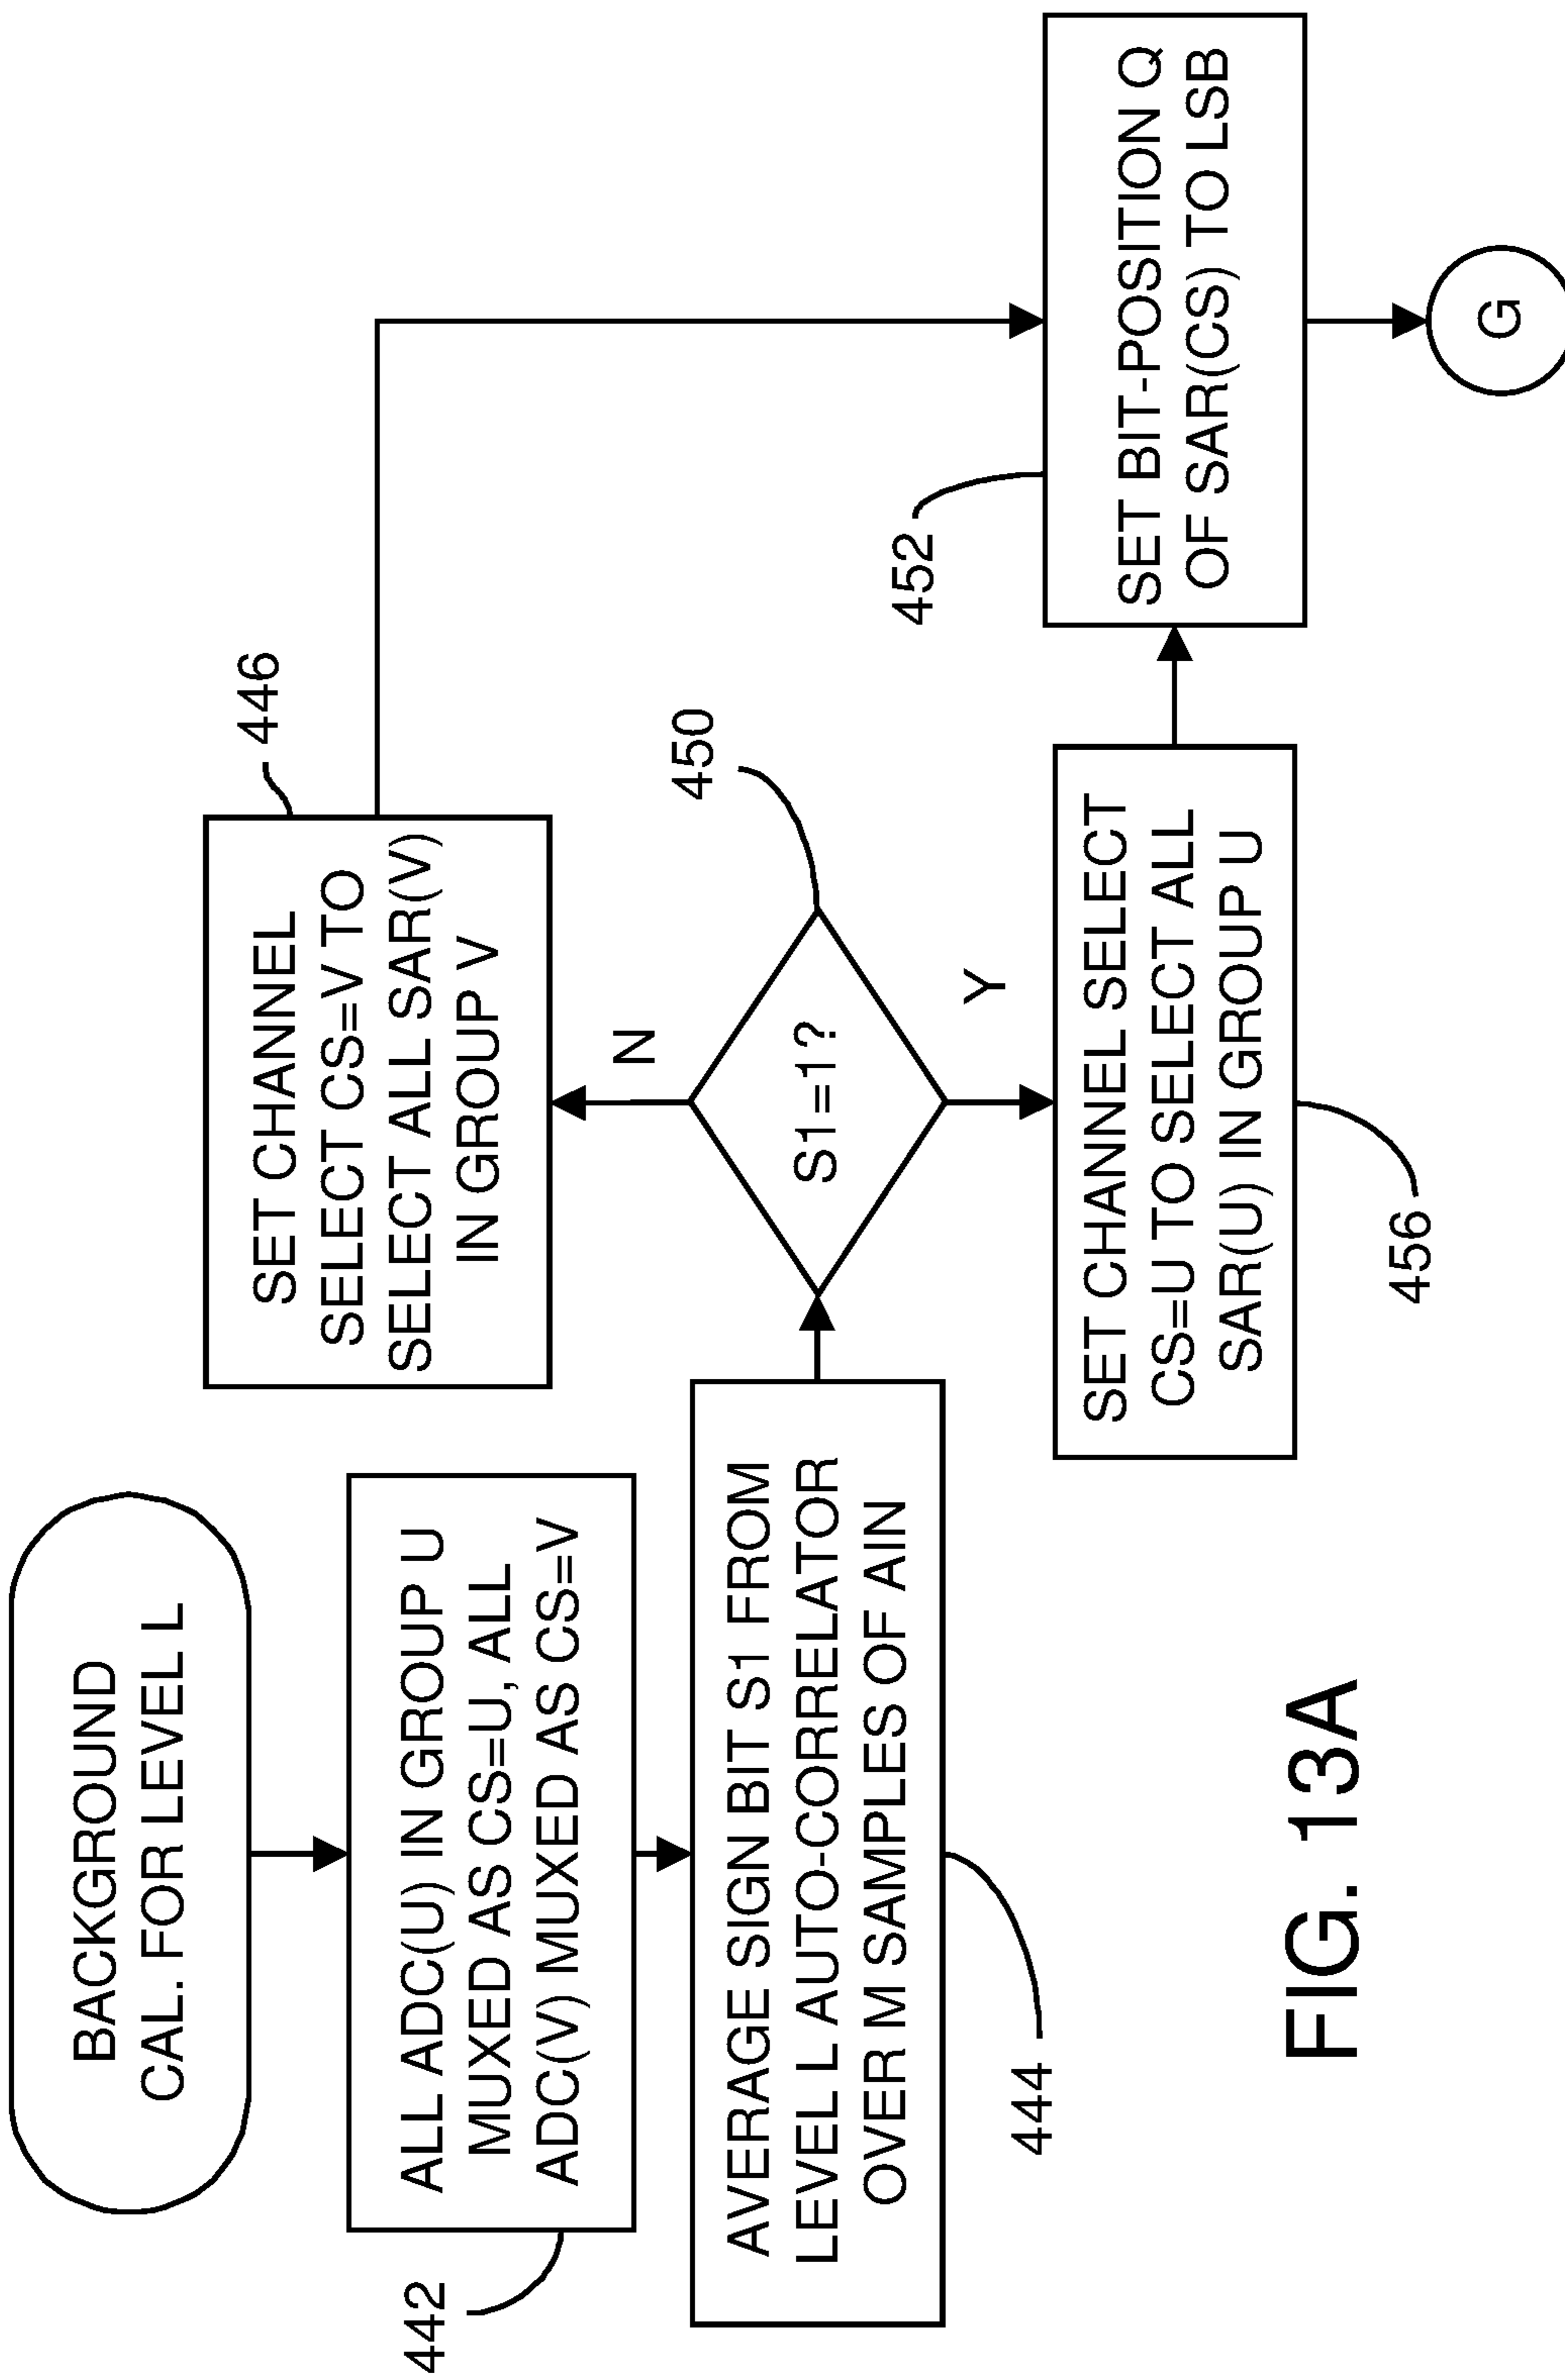 BACKGROUND
CAL. FOR LEVEL L
442
ALL ADC(U) IN GROUP U
MUXED AS CS=U, ALL
ADC(V) MUXED AS CS=V
AVERAGE SIGN BIT S1 FROM
LEVEL L AUTO-CORRELATOR
OVER M SAMPLES OF AIN
444
446
SET CHANNEL
SELECT CS=V TO
SELECT ALL SAR(V)
IN GROUP V
N
450
S1=1?
Y
SET CHANNEL SELECT
CS=U TO SELECT ALL
SAR(U) IN GROUP U
456
452
SET BIT-POSITION Q
OF SAR(CS) TO LSB
G
FIG. 13A